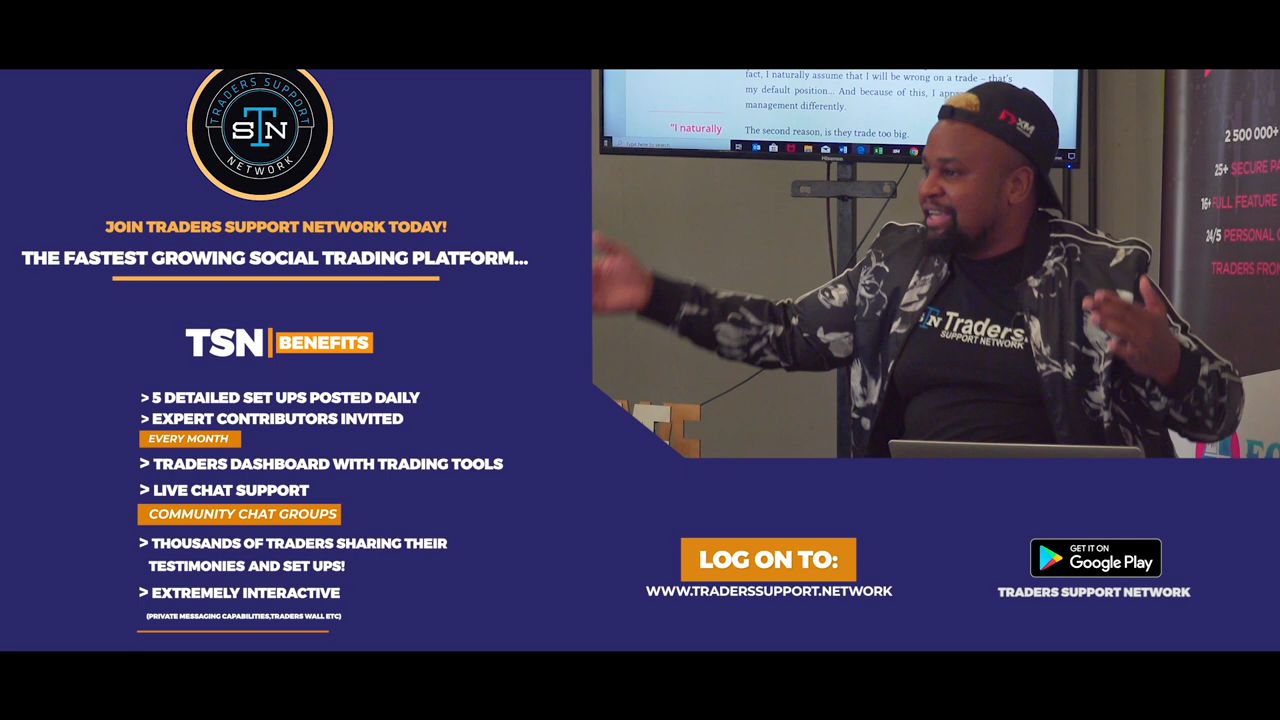 TRADERS SUPPORT
STN
NETWORK
JOIN TRADERS SUPPORT NETWORK TODAY!
THE FASTEST GROWING SOCIAL TRADING PLATFORM...
TSN
BENEFITS
> 5 DETAILED SET UPS POSTED DAILY
> EXPERT CONTRIBUTORS INVITED
EVERY MONTH
> TRADERS DASHBOARD WITH TRADING TOOLS
> LIVE CHAT SUPPORT
COMMUNITY CHAT GROUPS
> THOUSANDS OF TRADERS SHARING THEIR
TESTIMONIES AND SET UPS!
> EXTREMELY INTERACTIVE
(PRIVATE MESSAGING CAPABILITIES,TRADERS WALL ETC)
fact, I naturally assume that I will be wrong on a trade – that's
my default position... And because of this, I
management differently.
"I naturally
The second reason, is they trade too big.
Type here to search
Hisense
XM
STN Traders
SUPPORT NETWORK
2 500 000+
25+ SECURE
16+ FULL FEATURE
24/5 PERSONAL
TRADERS
LOG ON TO:
WWW.TRADERSSUPPORT.NETWORK
GET IT ON
Google Play
TRADERS SUPPORT NETWORK